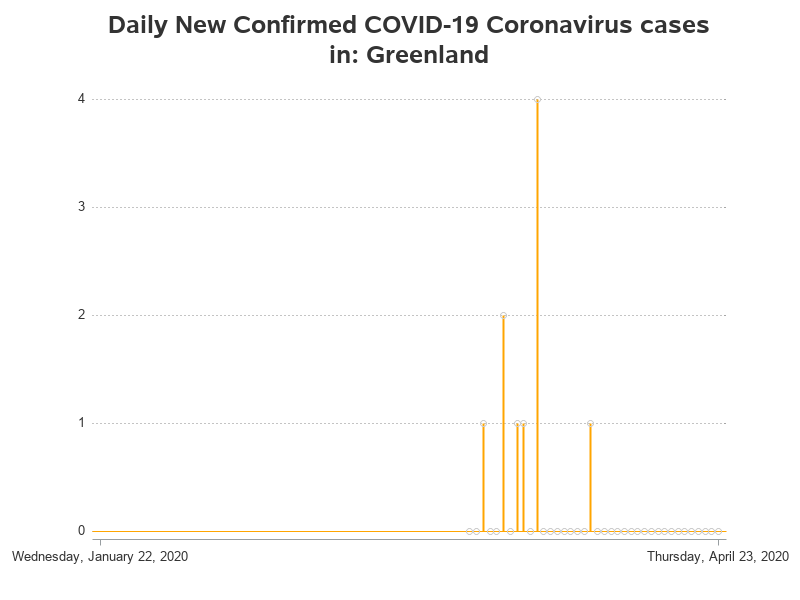 Daily New Confirmed COVID-19 Coronavirus cases
in: Greenland
4
3
2
1
0
Wednesday, January 22, 2020
Thursday, April 23, 2020